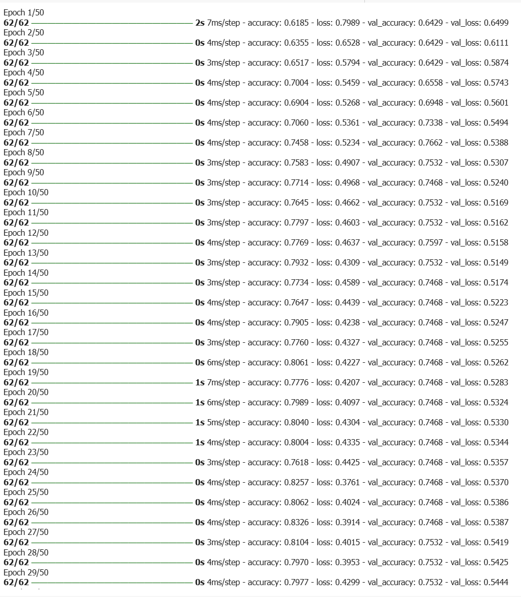 Epoch 1/50
62/62 2s 7ms/step - accuracy: 0.6185 - loss: 0.7989 - val_accuracy: 0.6429 - val_loss: 0.6499
Epoch 2/50
62/62 0s 4ms/step - accuracy: 0.6355 - loss: 0.6528 - val_accuracy: 0.6429 - val_loss: 0.6111
Epoch 3/50
62/62 0s 3ms/step - accuracy: 0.6517 - loss: 0.5794 - val_accuracy: 0.6429 - val_loss: 0.5874
Epoch 4/50
62/62 0s 4ms/step - accuracy: 0.7004 - loss: 0.5459 - val_accuracy: 0.6558 - val_loss: 0.5743
Epoch 5/50
62/62 0s 4ms/step - accuracy: 0.6904 - loss: 0.5268 - val_accuracy: 0.6948 - val_loss: 0.5601
Epoch 6/50
62/62 0s 4ms/step - accuracy: 0.7060 - loss: 0.5361 - val_accuracy: 0.7338 - val_loss: 0.5494
Epoch 7/50
62/62 0s 4ms/step - accuracy: 0.7458 - loss: 0.5234 - val_accuracy: 0.7662 - val_loss: 0.5388
Epoch 8/50
62/62 0s 3ms/step - accuracy: 0.7583 - loss: 0.4907 - val_accuracy: 0.7532 - val_loss: 0.5307
Epoch 9/50
62/62 0s 4ms/step - accuracy: 0.7714 - loss: 0.4968 - val_accuracy: 0.7468 - val_loss: 0.5240
Epoch 10/50
62/62 0s 3ms/step - accuracy: 0.7645 - loss: 0.4662 - val_accuracy: 0.7532 - val_loss: 0.5169
Epoch 11/50
62/62 0s 3ms/step - accuracy: 0.7797 - loss: 0.4603 - val_accuracy: 0.7532 - val_loss: 0.5162
Epoch 12/50
62/62 0s 4ms/step - accuracy: 0.7769 - loss: 0.4637 - val_accuracy: 0.7597 - val_loss: 0.5158
Epoch 13/50
62/62 0s 4ms/step - accuracy: 0.7932 - loss: 0.4309 - val_accuracy: 0.7532 - val_loss: 0.5149
Epoch 14/50
62/62 0s 3ms/step - accuracy: 0.7734 - loss: 0.4589 - val_accuracy: 0.7468 - val_loss: 0.5174
Epoch 15/50
62/62 0s 4ms/step - accuracy: 0.7647 - loss: 0.4439 - val_accuracy: 0.7468 - val_loss: 0.5223
Epoch 16/50
62/62 0s 4ms/step - accuracy: 0.7905 - loss: 0.4238 - val_accuracy: 0.7468 - val_loss: 0.5247
Epoch 17/50
62/62 0s 3ms/step - accuracy: 0.7760 - loss: 0.4327 - val_accuracy: 0.7468 - val_loss: 0.5255
Epoch 18/50
62/62 0s 6ms/step - accuracy: 0.8061 - loss: 0.4227 - val_accuracy: 0.7468 - val_loss: 0.5262
Epoch 19/50
62/62 1s 7ms/step - accuracy: 0.7776 - loss: 0.4207 - val_accuracy: 0.7468 - val_loss: 0.5283
Epoch 20/50
62/62 1s 6ms/step - accuracy: 0.7989 - loss: 0.4097 - val_accuracy: 0.7468 - val_loss: 0.5324
Epoch 21/50
62/62 1s 5ms/step - accuracy: 0.8040 - loss: 0.4304 - val_accuracy: 0.7468 - val_loss: 0.5330
Epoch 22/50
62/62 1s 4ms/step - accuracy: 0.8004 - loss: 0.4335 - val_accuracy: 0.7468 - val_loss: 0.5344
Epoch 23/50
62/62 0s 3ms/step - accuracy: 0.7618 - loss: 0.4425 - val_accuracy: 0.7468 - val_loss: 0.5357
Epoch 24/50
62/62 0s 4ms/step - accuracy: 0.8257 - loss: 0.3761 - val_accuracy: 0.7468 - val_loss: 0.5370
Epoch 25/50
62/62 0s 4ms/step - accuracy: 0.8062 - loss: 0.4024 - val_accuracy: 0.7468 - val_loss: 0.5386
Epoch 26/50
62/62 0s 4ms/step - accuracy: 0.8326 - loss: 0.3914 - val_accuracy: 0.7468 - val_loss: 0.5387
Epoch 27/50
62/62 0s 3ms/step - accuracy: 0.8104 - loss: 0.4015 - val_accuracy: 0.7532 - val_loss: 0.5419
Epoch 28/50
62/62 0s 4ms/step - accuracy: 0.7970 - loss: 0.3953 - val_accuracy: 0.7532 - val_loss: 0.5425
Epoch 29/50
62/62 0s 4ms/step - accuracy: 0.7977 - loss: 0.4299 - val_accuracy: 0.7532 - val_loss: 0.5444